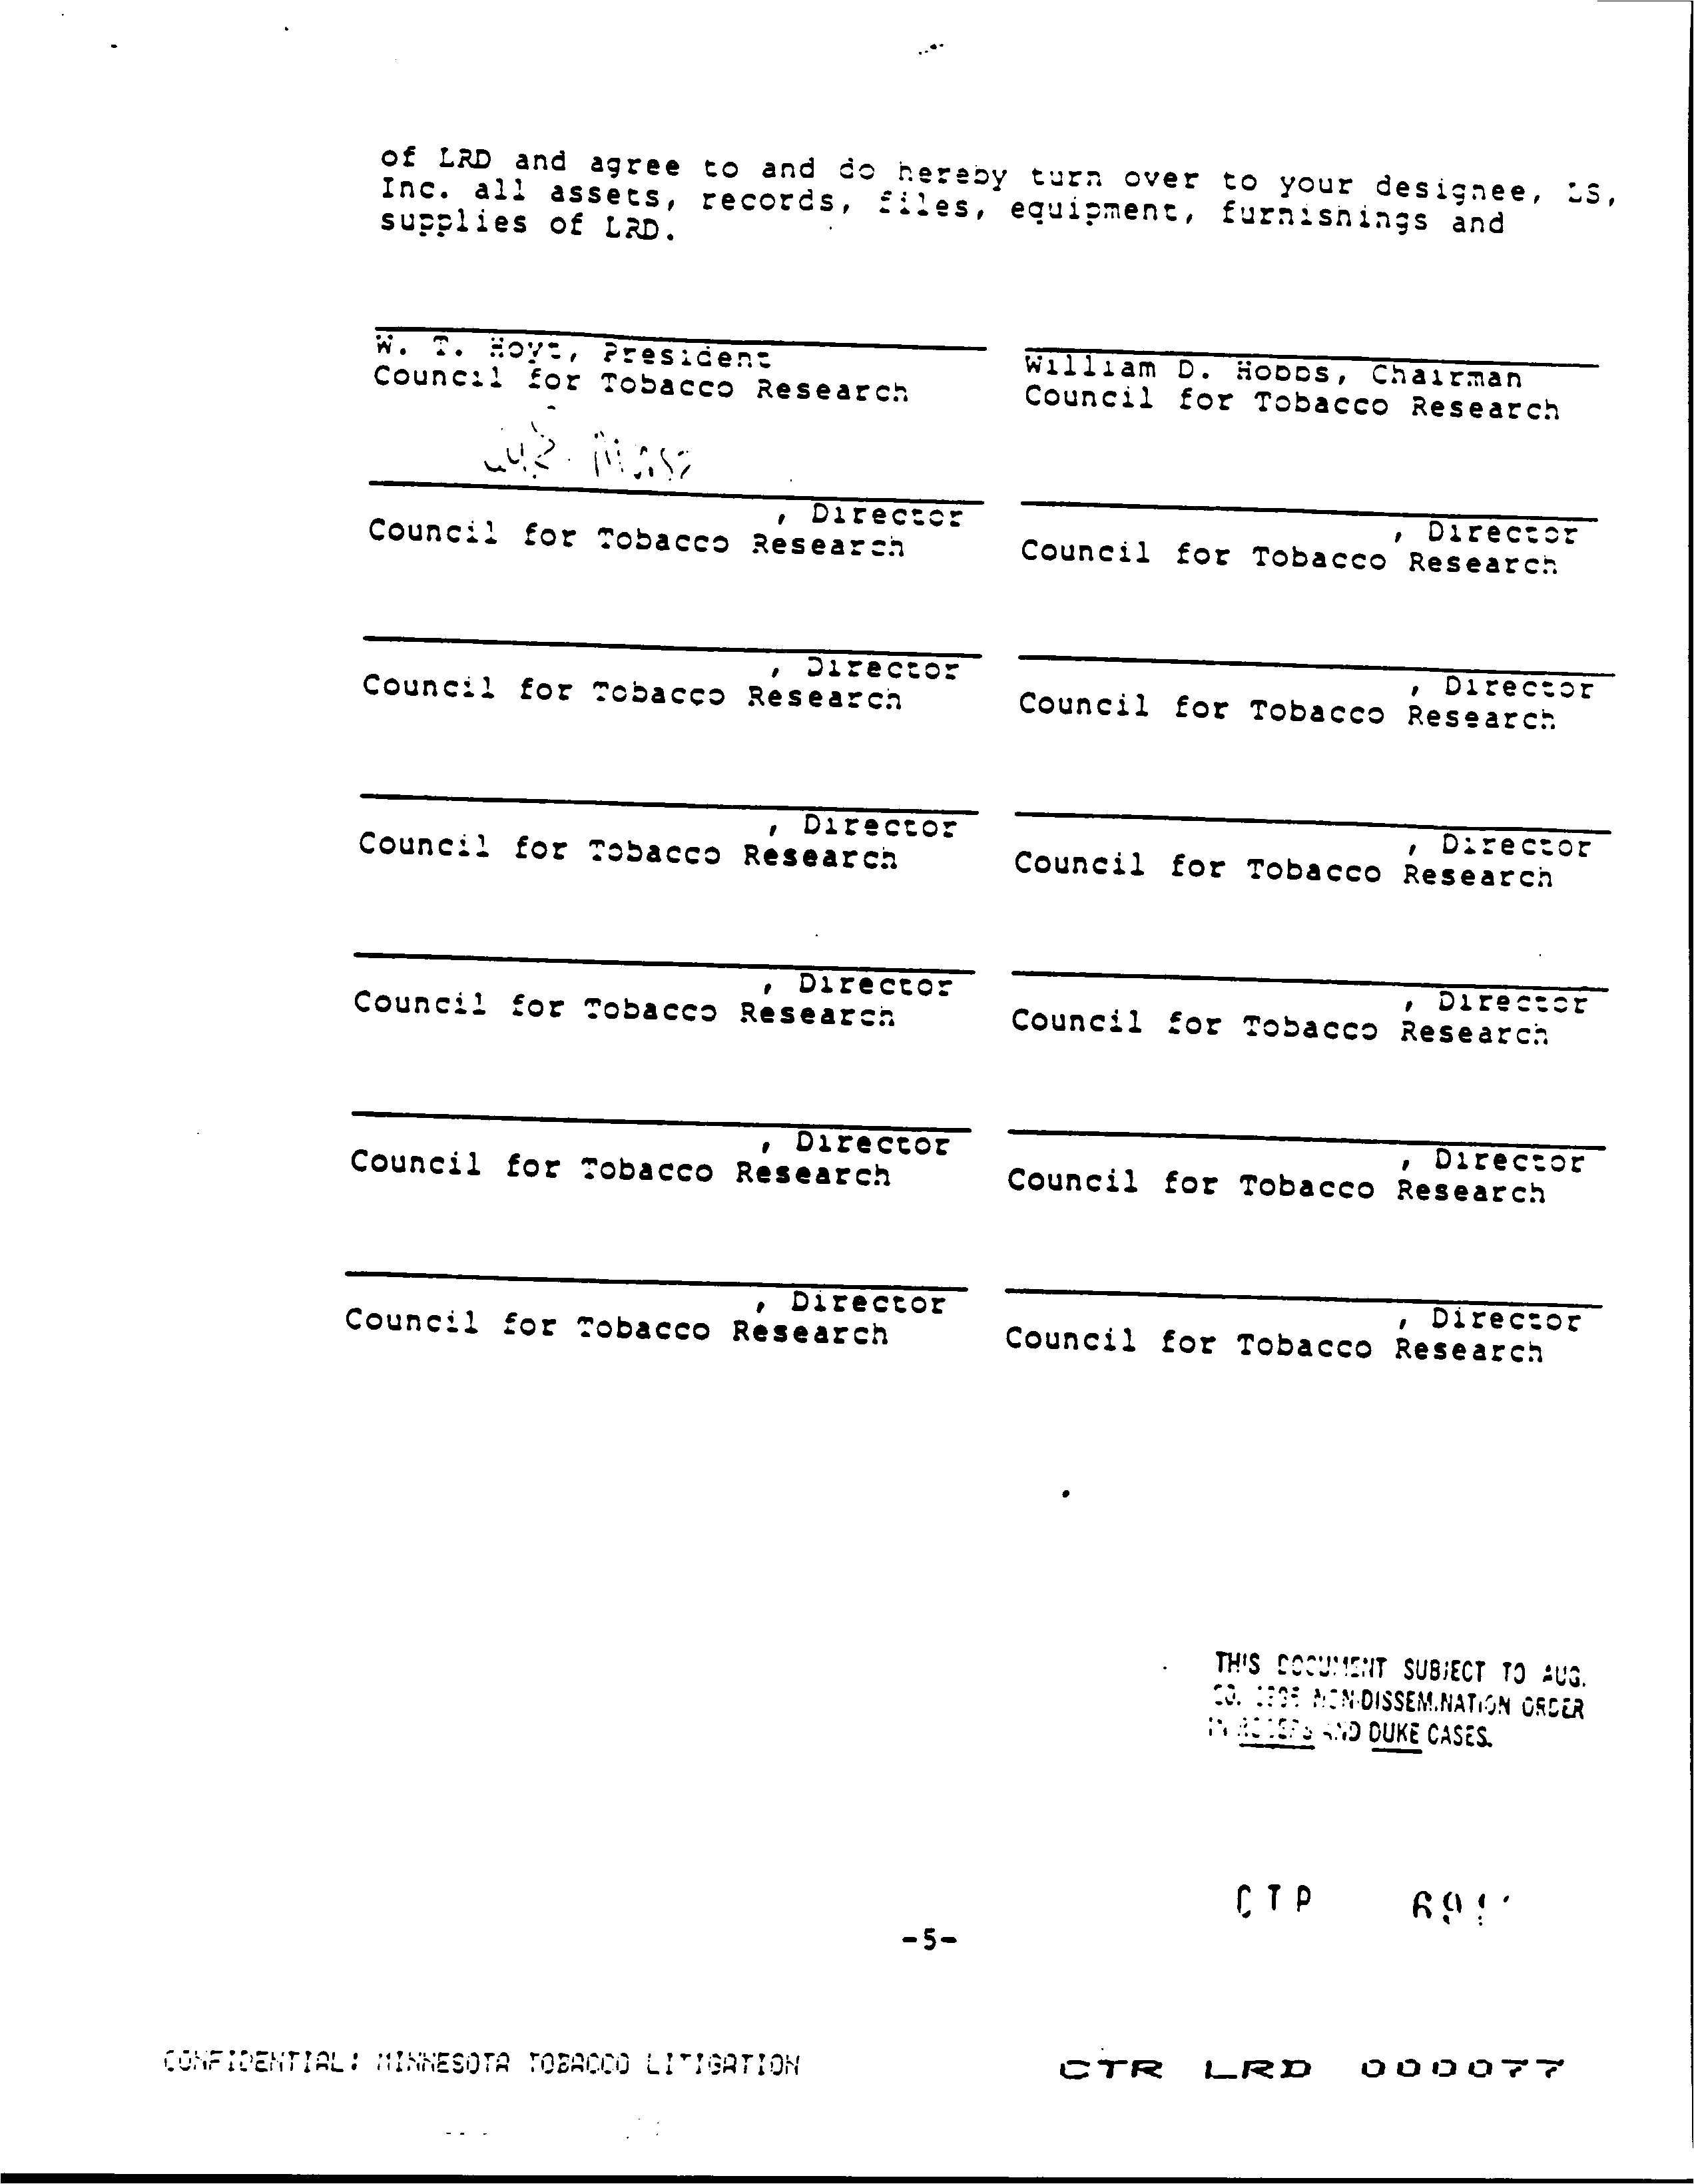 of LRD and agree to and do hereby turn over to your designee, LS,
Inc. all assets, records, files, equipment, furnishings and
supplies of LRD.
W. T. Hoyt, President
Council for Tobacco Research
William D. Hobbs, Chairman
Council for Tobacco Research
, Director
Council for Tobacco Research
, Director
Council for Tobacco Research
, Director
Council for Tobacco Research
, Director
Council for Tobacco Research
, Director
Council for Tobacco Research
, Director
Council for Tobacco Research
, Director
Council for Tobacco Research
, Director
Council for Tobacco Research
, Director
Council for Tobacco Research
, Director
Council for Tobacco Research
, Director
Council for Tobacco Research
, Director
Council for Tobacco Research
THIS DOCUMENT SUBJECT TO AUG.
NON-DISSEMINATION ORDER
IN AND DUKE CASES.
-5-
CONFIDENTIAL: MINNESOTA TOBACCO LITIGATION
CTR LRD 000077